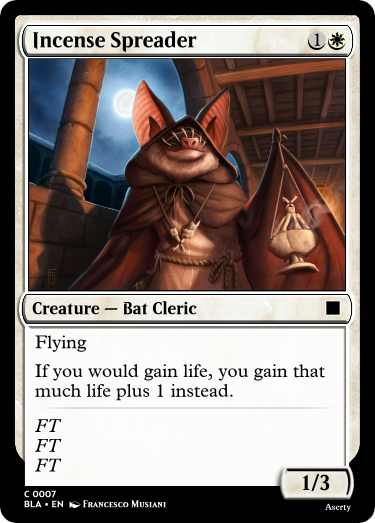 Incense Spreader 1
Creature — Bat Cleric
Flying
If you would gain life, you gain that
much life plus 1 instead.
FT
FT
FT
1/3
C 0007
BLA • EN Francesco Musiani
Aserty